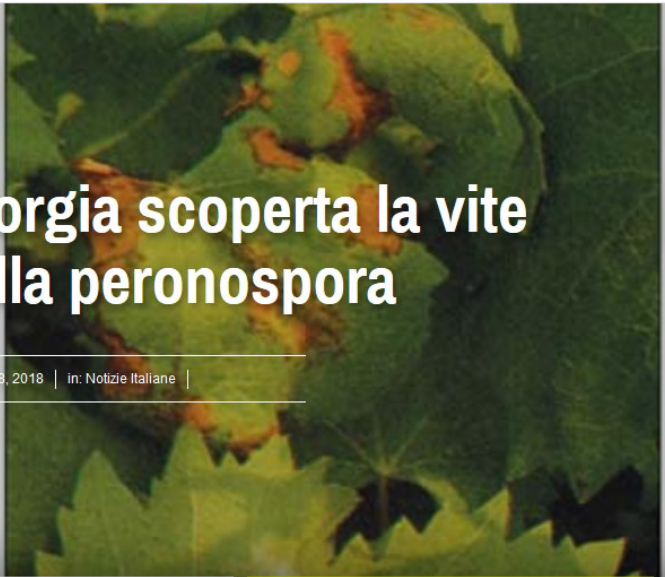 orgia scoperta la vite
lla peronospora
8, 2018 | in: Notizie Italiane |